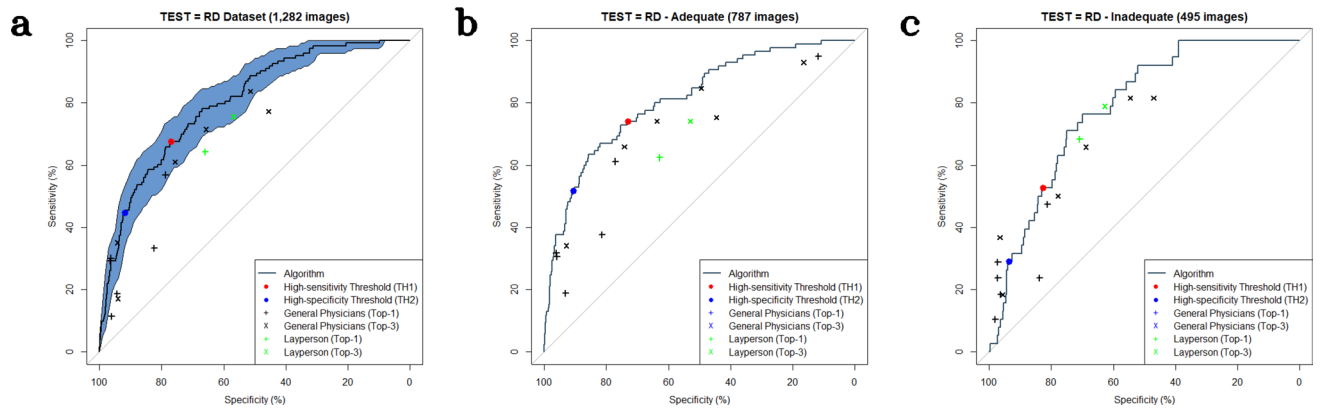 a
TEST = RD Dataset (1,282 images)
Sensitivity (%)
100
80
60
40
20
0
100
80
60
40
20
0
Specificity (%)
Algorithm
High-sensitivity Threshold (TH1)
High-specificity Threshold (TH2)
General Physicians (Top-1)
General Physicians (Top-3)
Layperson (Top-1)
Layperson (Top-3)
b
TEST = RD - Adequate (787 images)
Sensitivity (%)
100
80
60
40
20
0
100
80
60
40
20
0
Specificity (%)
Algorithm
High-sensitivity Threshold (TH1)
High-specificity Threshold (TH2)
General Physicians (Top-1)
General Physicians (Top-3)
Layperson (Top-1)
Layperson (Top-3)
c
TEST = RD - Inadequate (495 images)
Sensitivity (%)
100
80
60
40
20
0
100
80
60
40
20
0
Specificity (%)
Algorithm
High-sensitivity Threshold (TH1)
High-specificity Threshold (TH2)
General Physicians (Top-1)
General Physicians (Top-3)
Layperson (Top-1)
Layperson (Top-3)